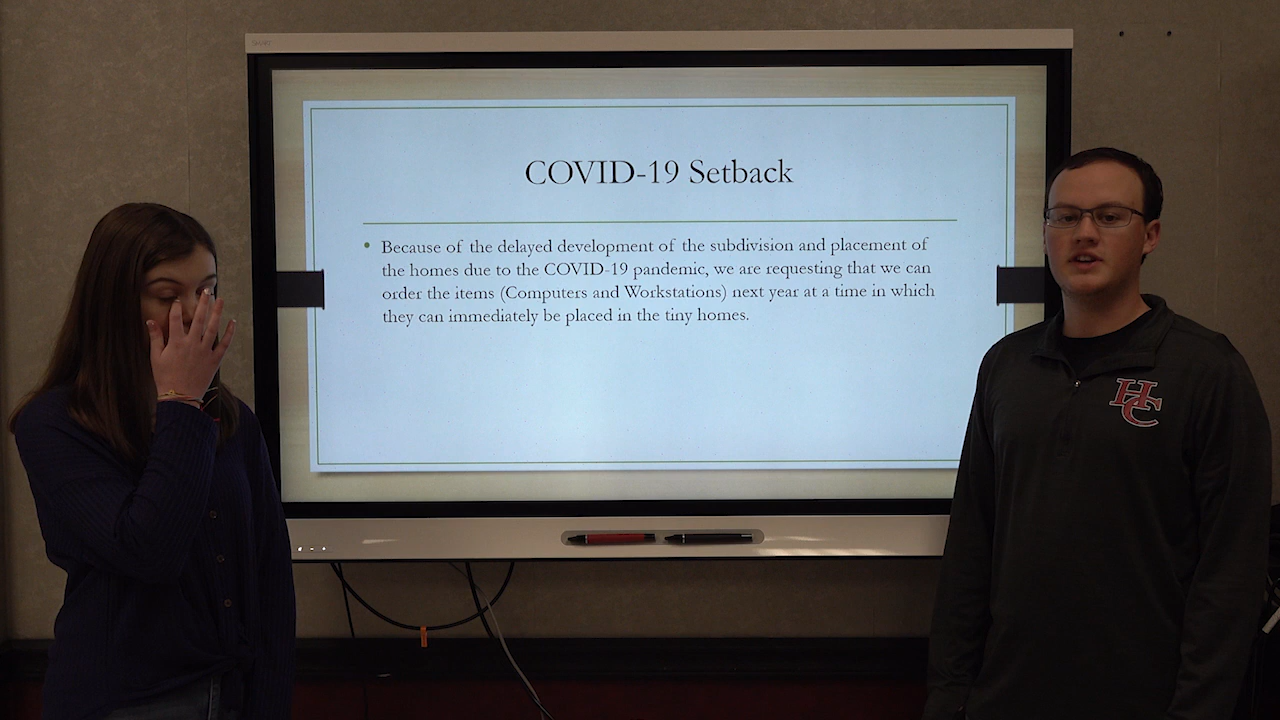 SMART
COVID-19 Setback
• Because of the delayed development of the subdivision and placement of
the homes due to the COVID-19 pandemic, we are requesting that we can
order the items (Computers and Workstations) next year at a time in which
they can immediately be placed in the tiny homes.
HC